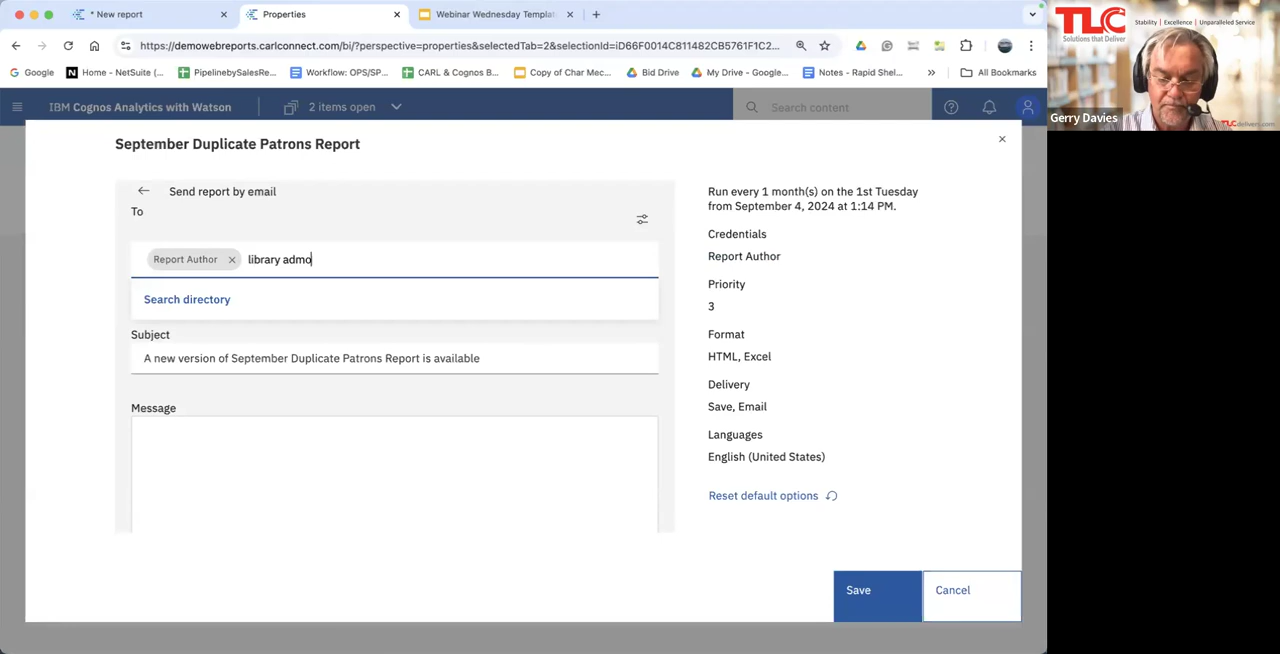 * New report
Properties
Webinar Wednesday Templat
https://demowebreports.carlconnect.com/bi/?perspective=properties&selectedTab=2&selectionId=iD66F0014C811482CB5761F1C2...
Google
Home - NetSuite (...
PipelinebySalesRe...
Workflow: OPS/SP...
CARL & Cognos B...
Copy of Char Mec...
Bid Drive
My Drive - Google...
Notes - Rapid Shel...
»
All Bookmarks
IBM Cognos Analytics with Watson
2 items open
Search content
TLC
Solutions that Deliver
Stability | Excellence | Unparalleled Service
Gerry Davies
TLCdelivers.com
September Duplicate Patrons Report
Send report by email
To
Report Author
library admo
Search directory
Subject
A new version of September Duplicate Patrons Report is available
Message
Run every 1 month(s) on the 1st Tuesday
from September 4, 2024 at 1:14 PM.
Credentials
Report Author
Priority
3
Format
HTML, Excel
Delivery
Save, Email
Languages
English (United States)
Reset default options
Save
Cancel